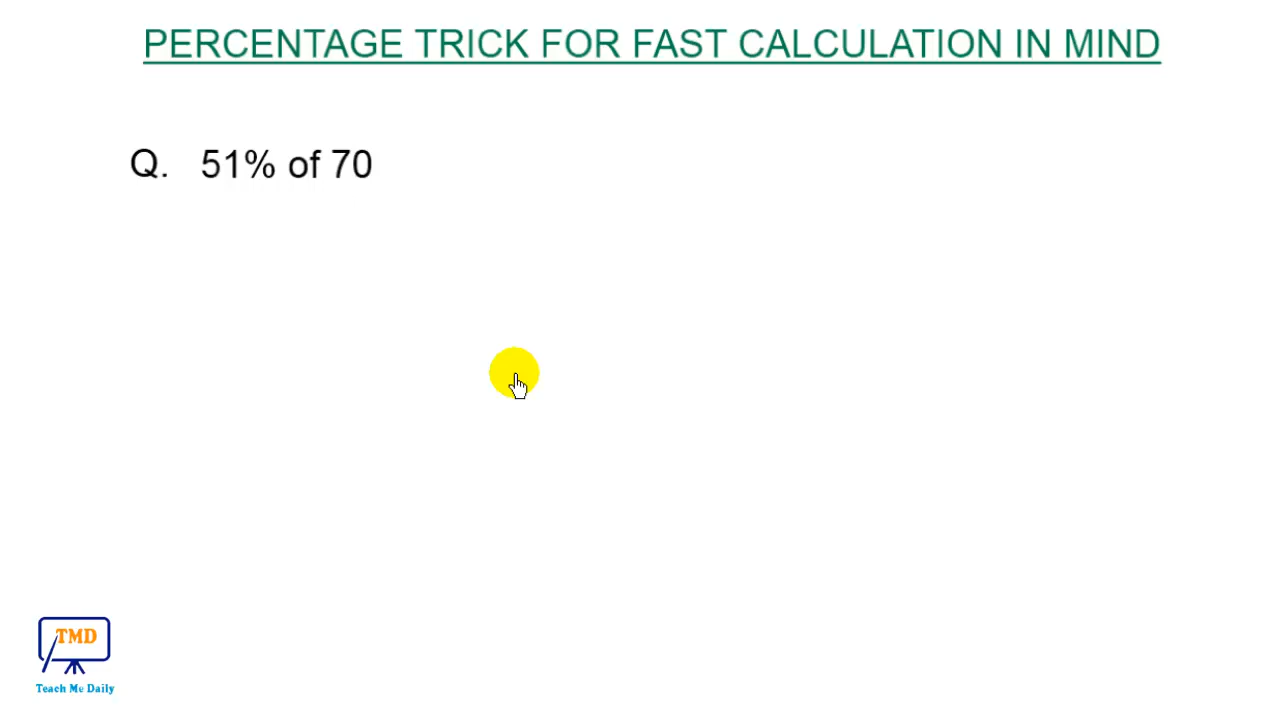 PERCENTAGE TRICK FOR FAST CALCULATION IN MIND
Q. 51% of 70
TMD
Teach Me Daily